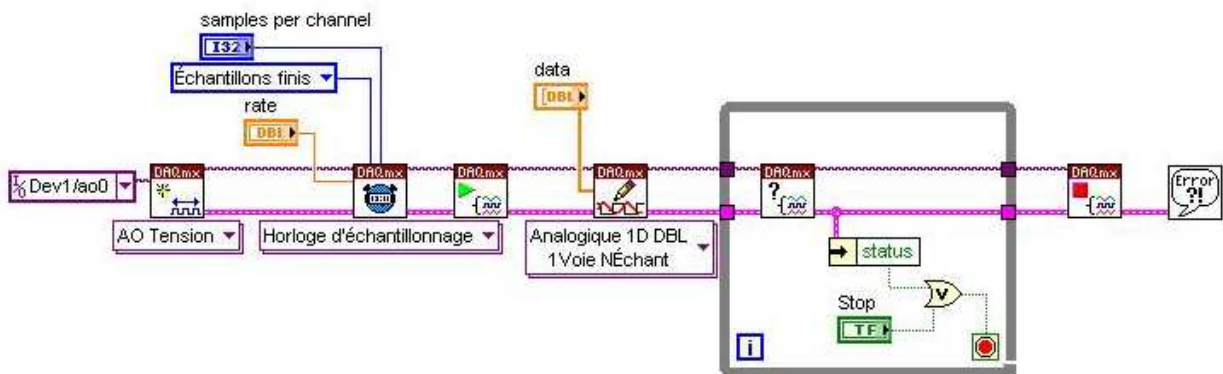 samples per channel
I32
Échantillons finis
rate
DBL
data
[DBL]
I/O Dev1/ao0
DAQmx
DAQmx
DAQmx
DAQmx
DAQmx
DAQmx
Error
?!
AO Tension
Horloge d'échantillonnage
Analogique 1D DBL
1Voie NÉchant
?
status
V
Stop
TF
i